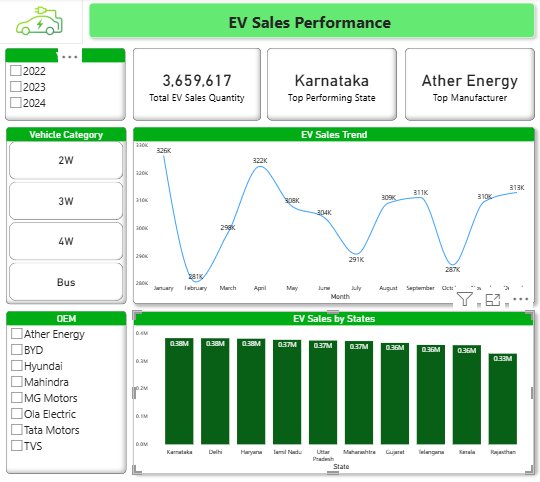 EV Sales Performance
2022
2023
2024
3,659,617
Total EV Sales Quantity
Karnataka
Top Performing State
Ather Energy
Top Manufacturer
Vehicle Category
2W
3W
4W
Bus
EV Sales Trend
330K
320K
310K
300K
290K
280K
326K
281K
298K
322K
308K
304K
291K
309K
311K
287K
310K
313K
January
February
March
April
May
June
July
August
September
Month
OEM
Ather Energy
BYD
Hyundai
Mahindra
MG Motors
Ola Electric
Tata Motors
TVS
EV Sales by States
0.4M
0.3M
0.2M
0.1M
0.0M
0.38M
0.38M
0.38M
0.37M
0.37M
0.37M
0.36M
0.36M
0.36M
0.33M
Karnataka
Delhi
Haryana
Tamil Nadu
Uttar
Pradesh
Maharashtra
Gujarat
Telangana
Kerala
Rajasthan
State